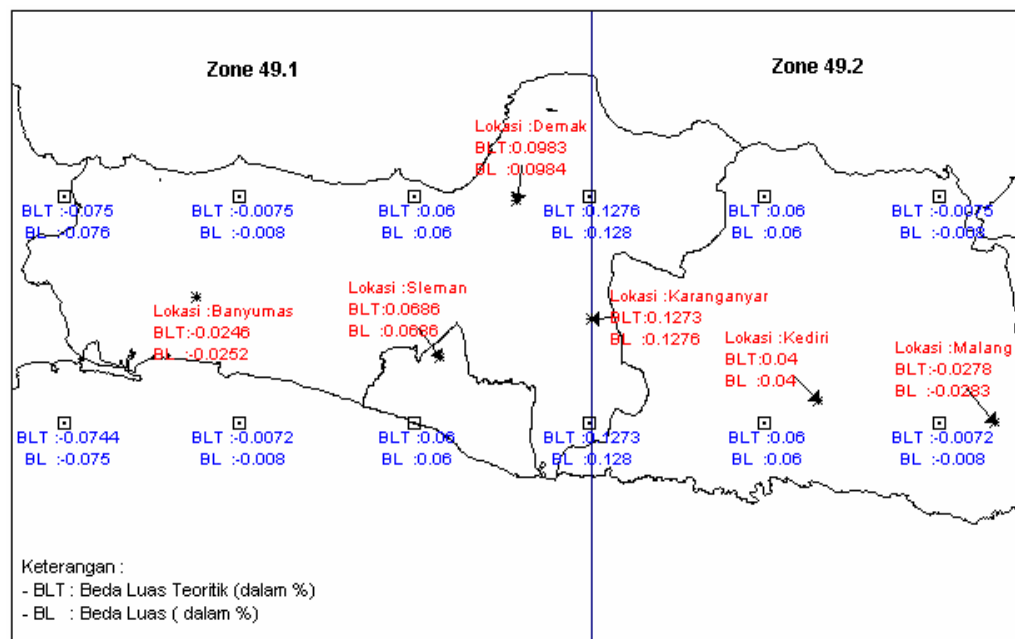 Zone 49.1
Zone 49.2
Lokasi :Demak
BLT:0.0983
BL :0.0984
BLT :-0.075
BL :-0.076
BLT :-0.0075
BL :-0.008
BLT :0.06
BL :0.06
BLT :0.1276
BL :0.128
BLT :0.06
BL :0.06
BLT :-0.0075
BL :-0.008
Lokasi :Banyumas
BLT:-0.0246
BL :-0.0252
Lokasi :Sleman
BLT:0.0686
BL :0.0686
Lokasi :Karanganyar
BLT:0.1273
BL :0.1276
Lokasi :Kediri
BLT:0.04
BL :0.04
Lokasi :Malang
BLT:-0.0278
BL :-0.0283
BLT :-0.0744
BL :-0.075
BLT :-0.0072
BL :-0.008
BLT :0.06
BL :0.06
BLT :0.1273
BL :0.128
BLT :0.06
BL :0.06
BLT :-0.0072
BL :-0.008
Keterangan :
- BLT : Beda Luas Teoritik (dalam %)
- BL : Beda Luas ( dalam %)